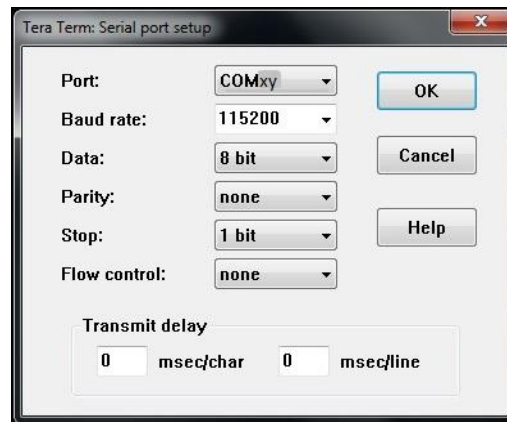 Tera Term: Serial port setup
Port: COMxy OK
Baud rate: 115200
Data: 8 bit Cancel
Parity: none
Stop: 1 bit Help
Flow control: none
Transmit delay
0 msec/char 0 msec/line